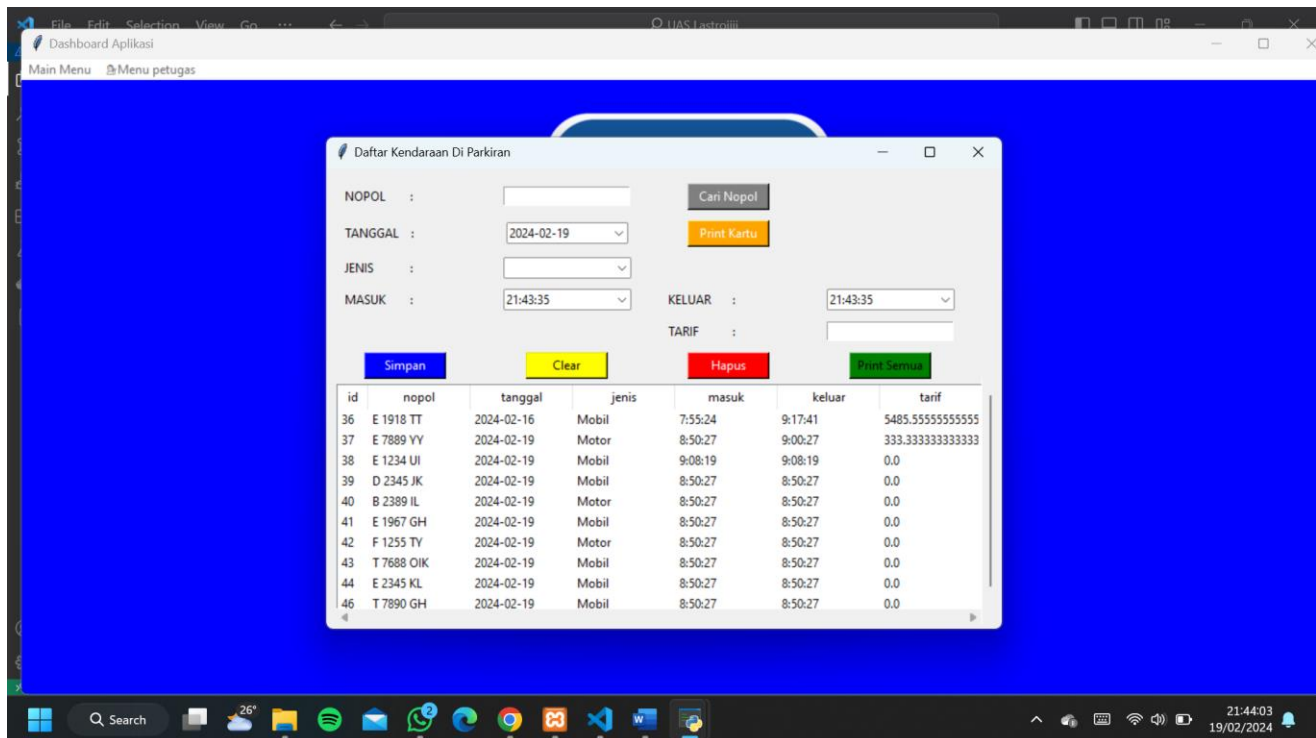 File Edit Selection View Go ... UAS Lastrojiii
Dashboard Aplikasi
Main Menu Menu petugas
Daftar Kendaraan Di Parkiran
NOPOL : Cari Nopol
TANGGAL : 2024-02-19 Print Kartu
JENIS :
MASUK : 21:43:35 KELUAR : 21:43:35
TARIF :
Simpan Clear Hapus Print Semua
id nopol tanggal jenis masuk keluar tarif
36 E 1918 TT 2024-02-16 Mobil 7:55:24 9:17:41 5485.55555555555
37 E 7889 YY 2024-02-19 Motor 8:50:27 9:00:27 333.333333333333
38 E 1234 UI 2024-02-19 Mobil 9:08:19 9:08:19 0.0
39 D 2345 JK 2024-02-19 Mobil 8:50:27 8:50:27 0.0
40 B 2389 IL 2024-02-19 Motor 8:50:27 8:50:27 0.0
41 E 1967 GH 2024-02-19 Mobil 8:50:27 8:50:27 0.0
42 F 1255 TY 2024-02-19 Motor 8:50:27 8:50:27 0.0
43 T 7688 OIK 2024-02-19 Mobil 8:50:27 8:50:27 0.0
44 E 2345 KL 2024-02-19 Mobil 8:50:27 8:50:27 0.0
46 T 7890 GH 2024-02-19 Mobil 8:50:27 8:50:27 0.0
Search 26° 2 21:44:03
19/02/2024